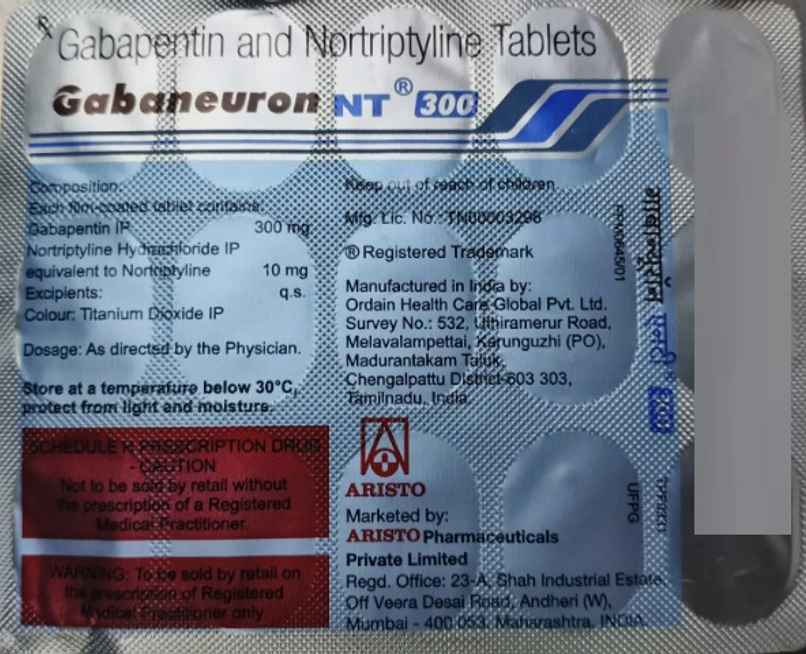 Rx Gabapentin and Nortriptyline Tablets
Gabaneuron NT® 300
Composition:
Each film-coated tablet contains:
Gabapentin IP 300 mg
Nortriptyline Hydrochloride IP
equivalent to Nortriptyline 10 mg
Excipients: q.s.
Colour: Titanium Dioxide IP
Dosage: As directed by the Physician.
Store at a temperature below 30°C,
protect from light and moisture.
SCHEDULE H PRESCRIPTION DRUG
- CAUTION
Not to be sold by retail without
the prescription of a Registered
Medical Practitioner.
WARNING: To be sold by retail on
the prescription of Registered
Medical Practitioner only
Keep out of reach of children
Mfg. Lic. No.: TN00003298
® Registered Trademark
Manufactured in India by:
Ordain Health Care Global Pvt. Ltd.
Survey No.: 532, Uthiramerur Road,
Melavalampettai, Karunguzhi (PO),
Madurantakam Taluk,
Chengalpattu District-603 303,
Tamilnadu, India.
ARISTO
Marketed by:
ARISTO Pharmaceuticals
Private Limited
Regd. Office: 23-A, Shah Industrial Estate,
Off Veera Desai Road, Andheri (W),
Mumbai - 400 053, Maharashtra, INDIA.
UFPG
300